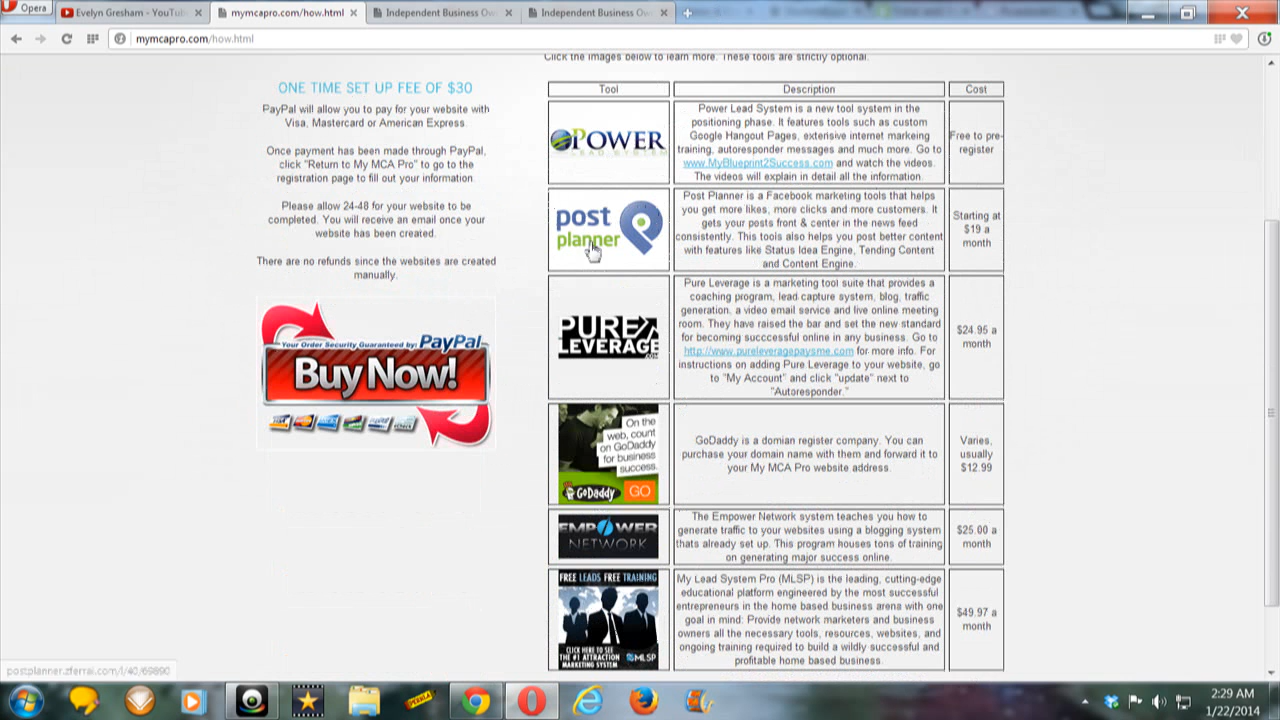 Opera
Evelyn Gresham - YouTu
mymcapro.com/how.html
Independent Business Ow
Independent Business Ow
mymcapro.com/how.html
Click the images below to learn more. These tools are strictly optional.
ONE TIME SET UP FEE OF $30
PayPal will allow you to pay for your website with
Visa, Mastercard or American Express.
Once payment has been made through PayPal,
click "Return to My MCA Pro" to go to the
registration page to fill out your information.
Please allow 24-48 for your website to be
completed. You will receive an email once your
website has been created.
There are no refunds since the websites are created
manually.
Your Order Security Guaranteed by: PayPal
Buy Now!
Tool
Description
Cost
POWER
LEAD SYSTEM
Power Lead System is a new tool system in the
positioning phase. It features tools such as custom
Google Hangout Pages, extensive internet markeing
training, autoresponder messages and much more. Go to
www.MyBlueprint2Success.com and watch the videos.
The videos will explain in detail all the information.
Free to pre-
register
post
planner
Post Planner is a Facebook marketing tools that helps
you get more likes, more clicks and more customers. It
gets your posts front & center in the news feed
consistently. This tools also helps you post better content
with features like Status Idea Engine, Tending Content
and Content Engine.
Starting at
$19 a
month
PURE
LEVERAGE
.com
Pure Leverage is a marketing tool suite that provides a
coaching program, lead capture system, blog, traffic
generation, a video email service and live online meeting
room. They have raised the bar and set the new standard
for becoming succcessful online in any business. Go to
http://www.pureleveragepaysme.com for more info. For
instructions on adding Pure Leverage to your website, go
to "My Account" and click "update" next to
"Autoresponder."
$24.95 a
month
On the
web, count
on GoDaddy
for business
success.
GoDaddy GO
GoDaddy is a domian register company. You can
purchase your domain name with them and forward it to
your My MCA Pro website address.
Varies,
usually
$12.99
EMPOWER
NETWORK
The Empower Network system teaches you how to
generate traffic to your websites using a blogging system
thats already set up. This program houses tons of training
on generating major success online.
$25.00 a
month
FREE LEADS FREE TRAINING
CLICK HERE TO SEE
THE #1 ATTRACTION
MARKETING SYSTEM
MLSP
My Lead System Pro (MLSP) is the leading, cutting-edge
educational platform engineered by the most successful
entrepreneurs in the home based business arena with one
goal in mind: Provide network marketers and business
owners all the necessary tools, resources, websites, and
ongoing training required to build a wildly successful and
profitable home based business.
$49.97 a
month
postplanner.zferral.com/l/40/69890
2:29 AM
1/22/2014